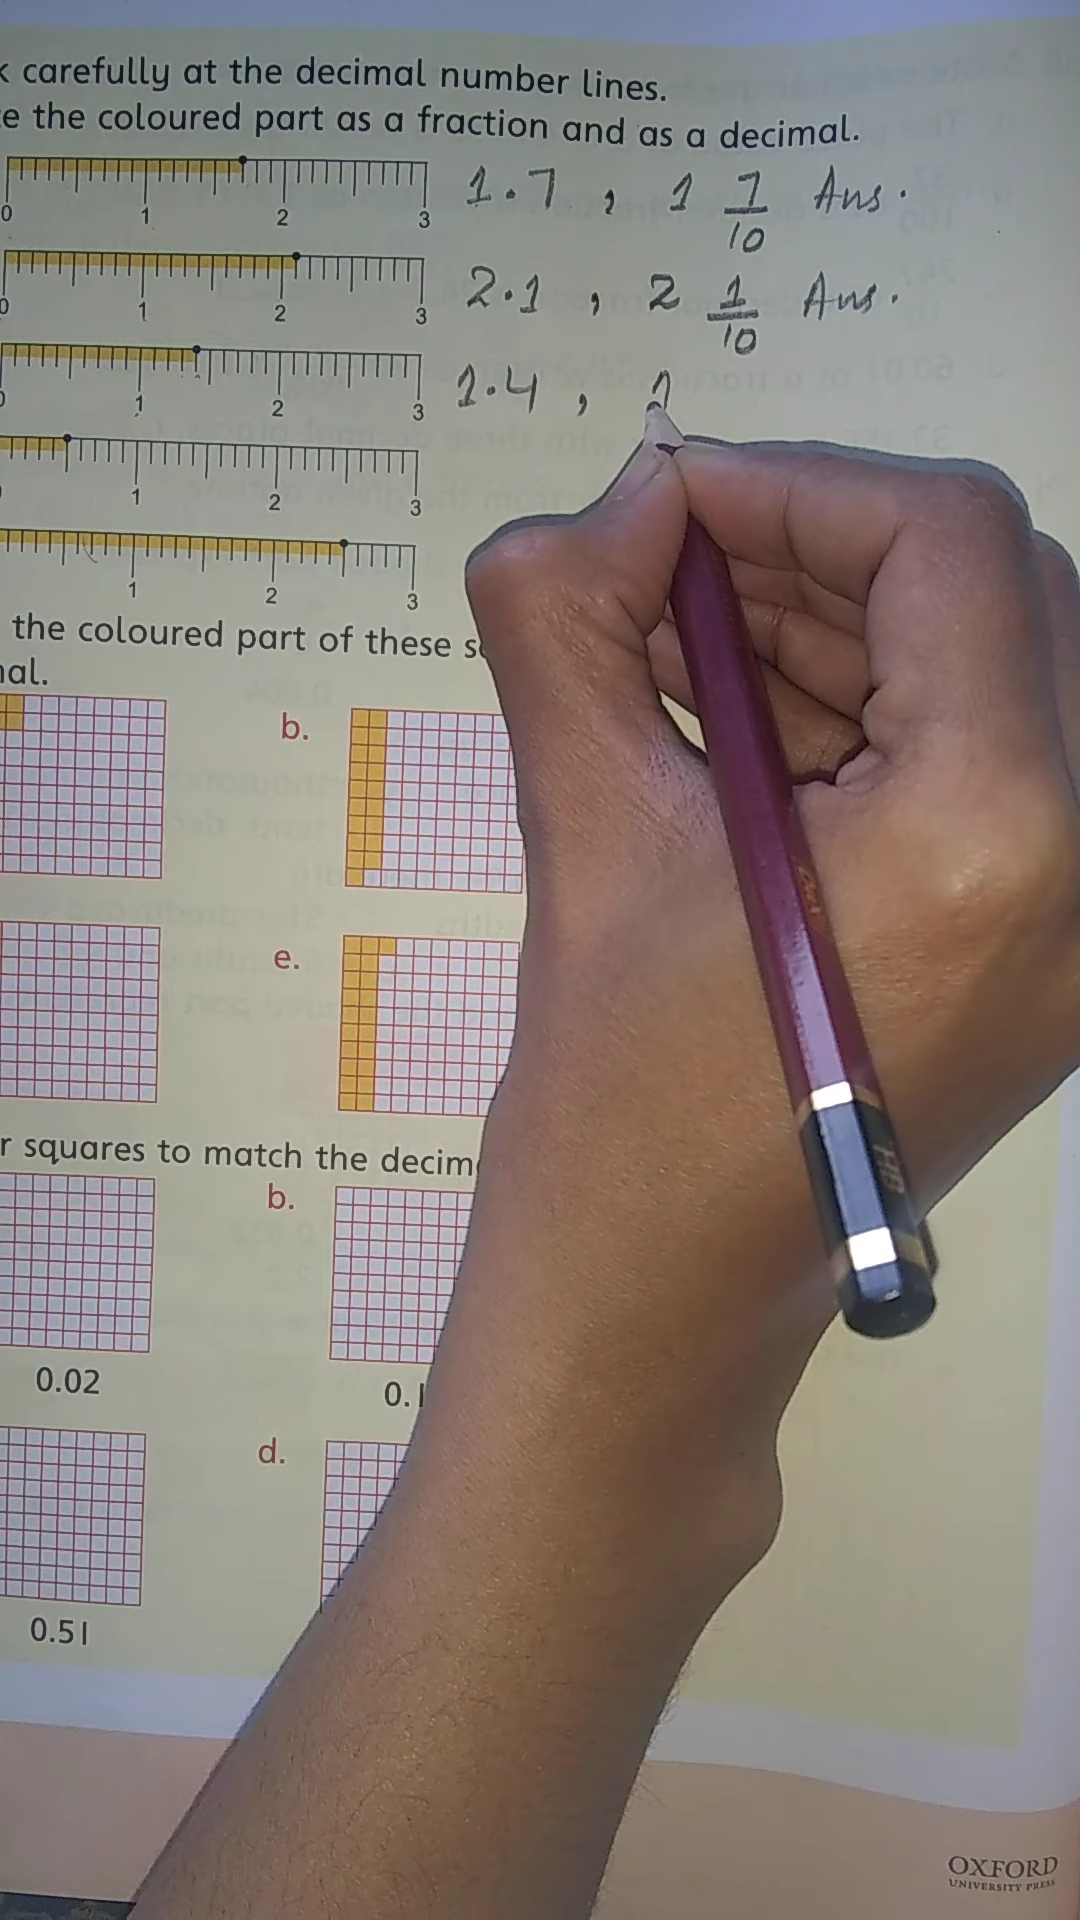 carefully at the decimal number lines.
the coloured part as a fraction and as a decimal.
0 1 2 3 1.7 , 1 7/10 Ans.
0 1 2 3 2.1 , 2 1/10 Ans.
1 2 3 1.4 , 1
1 2 3
1 2 3
the coloured part of these
b.
e.
squares to match the
b.
0.02
d.
0.51
OXFORD
UNIVERSITY PRESS